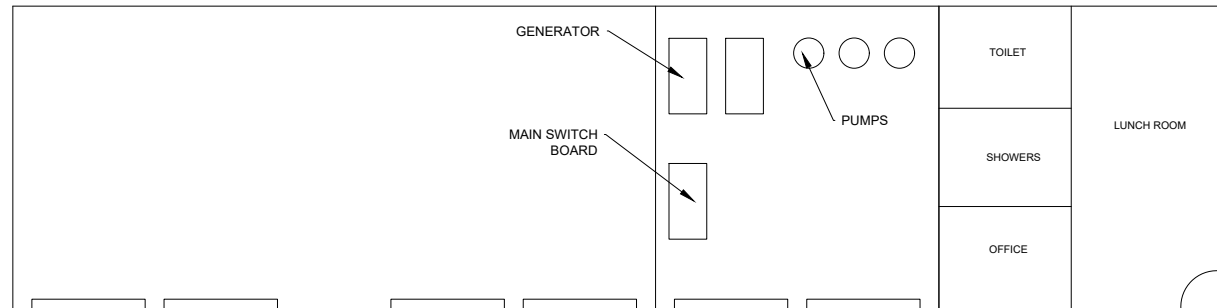 GENERATOR
TOILET
PUMPS
LUNCH ROOM
MAIN SWITCH
BOARD
SHOWERS
OFFICE